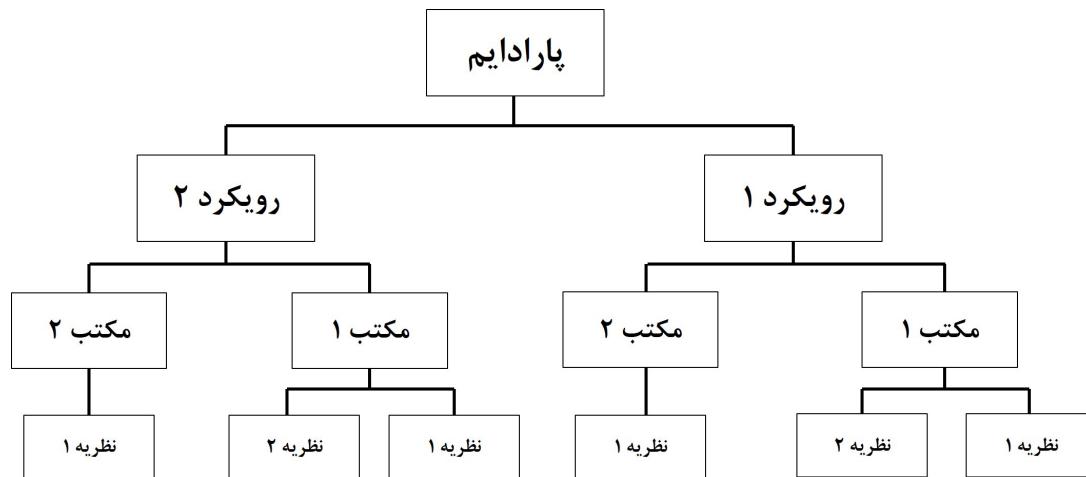 پارادایم
رویکرد ۱
رویکرد ۲
مکتب ۱
مکتب ۲
مکتب ۱
مکتب ۲
نظریه ۱
نظریه ۲
نظریه ۱
نظریه ۱
نظریه ۲
نظریه ۱